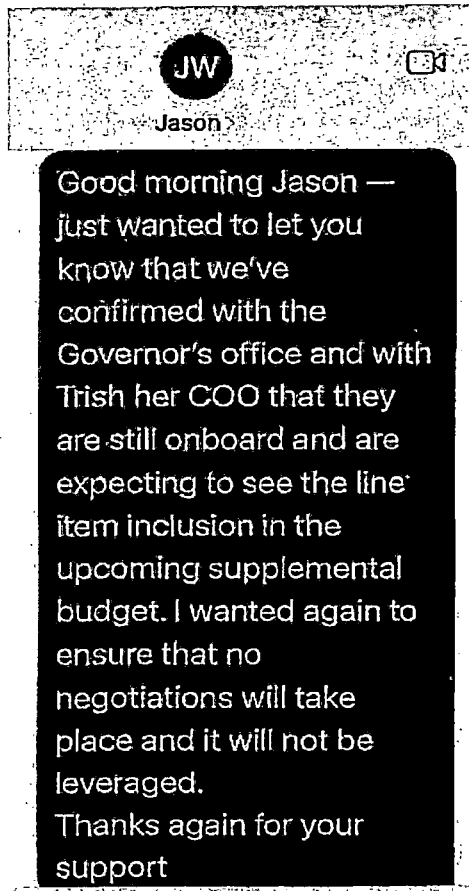 JW
Jason >
Good morning Jason —
just wanted to let you
know that we've
confirmed with the
Governor's office and with
Trish her COO that they
are still onboard and are
expecting to see the line
item inclusion in the
upcoming supplemental
budget. I wanted again to
ensure that no
negotiations will take
place and it will not be
leveraged.
Thanks again for your
support